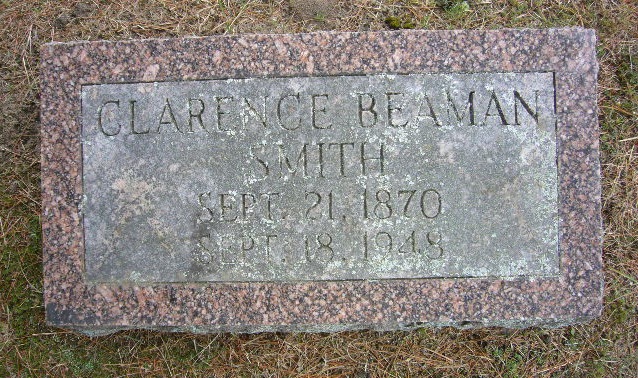 CLARENCE BEAMAN
SMITH
SEPT. 21, 1870
SEPT. 18, 1948